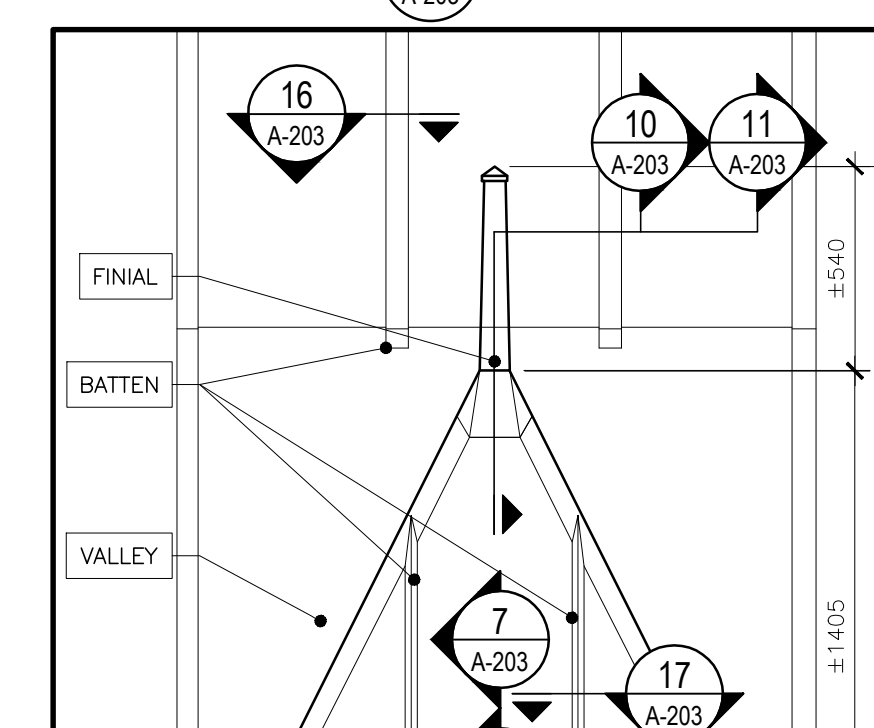 A-203
16
A-203
10
A-203
11
A-203
±540
FINIAL
BATTEN
VALLEY
±1405
7
A-203
17
A-203